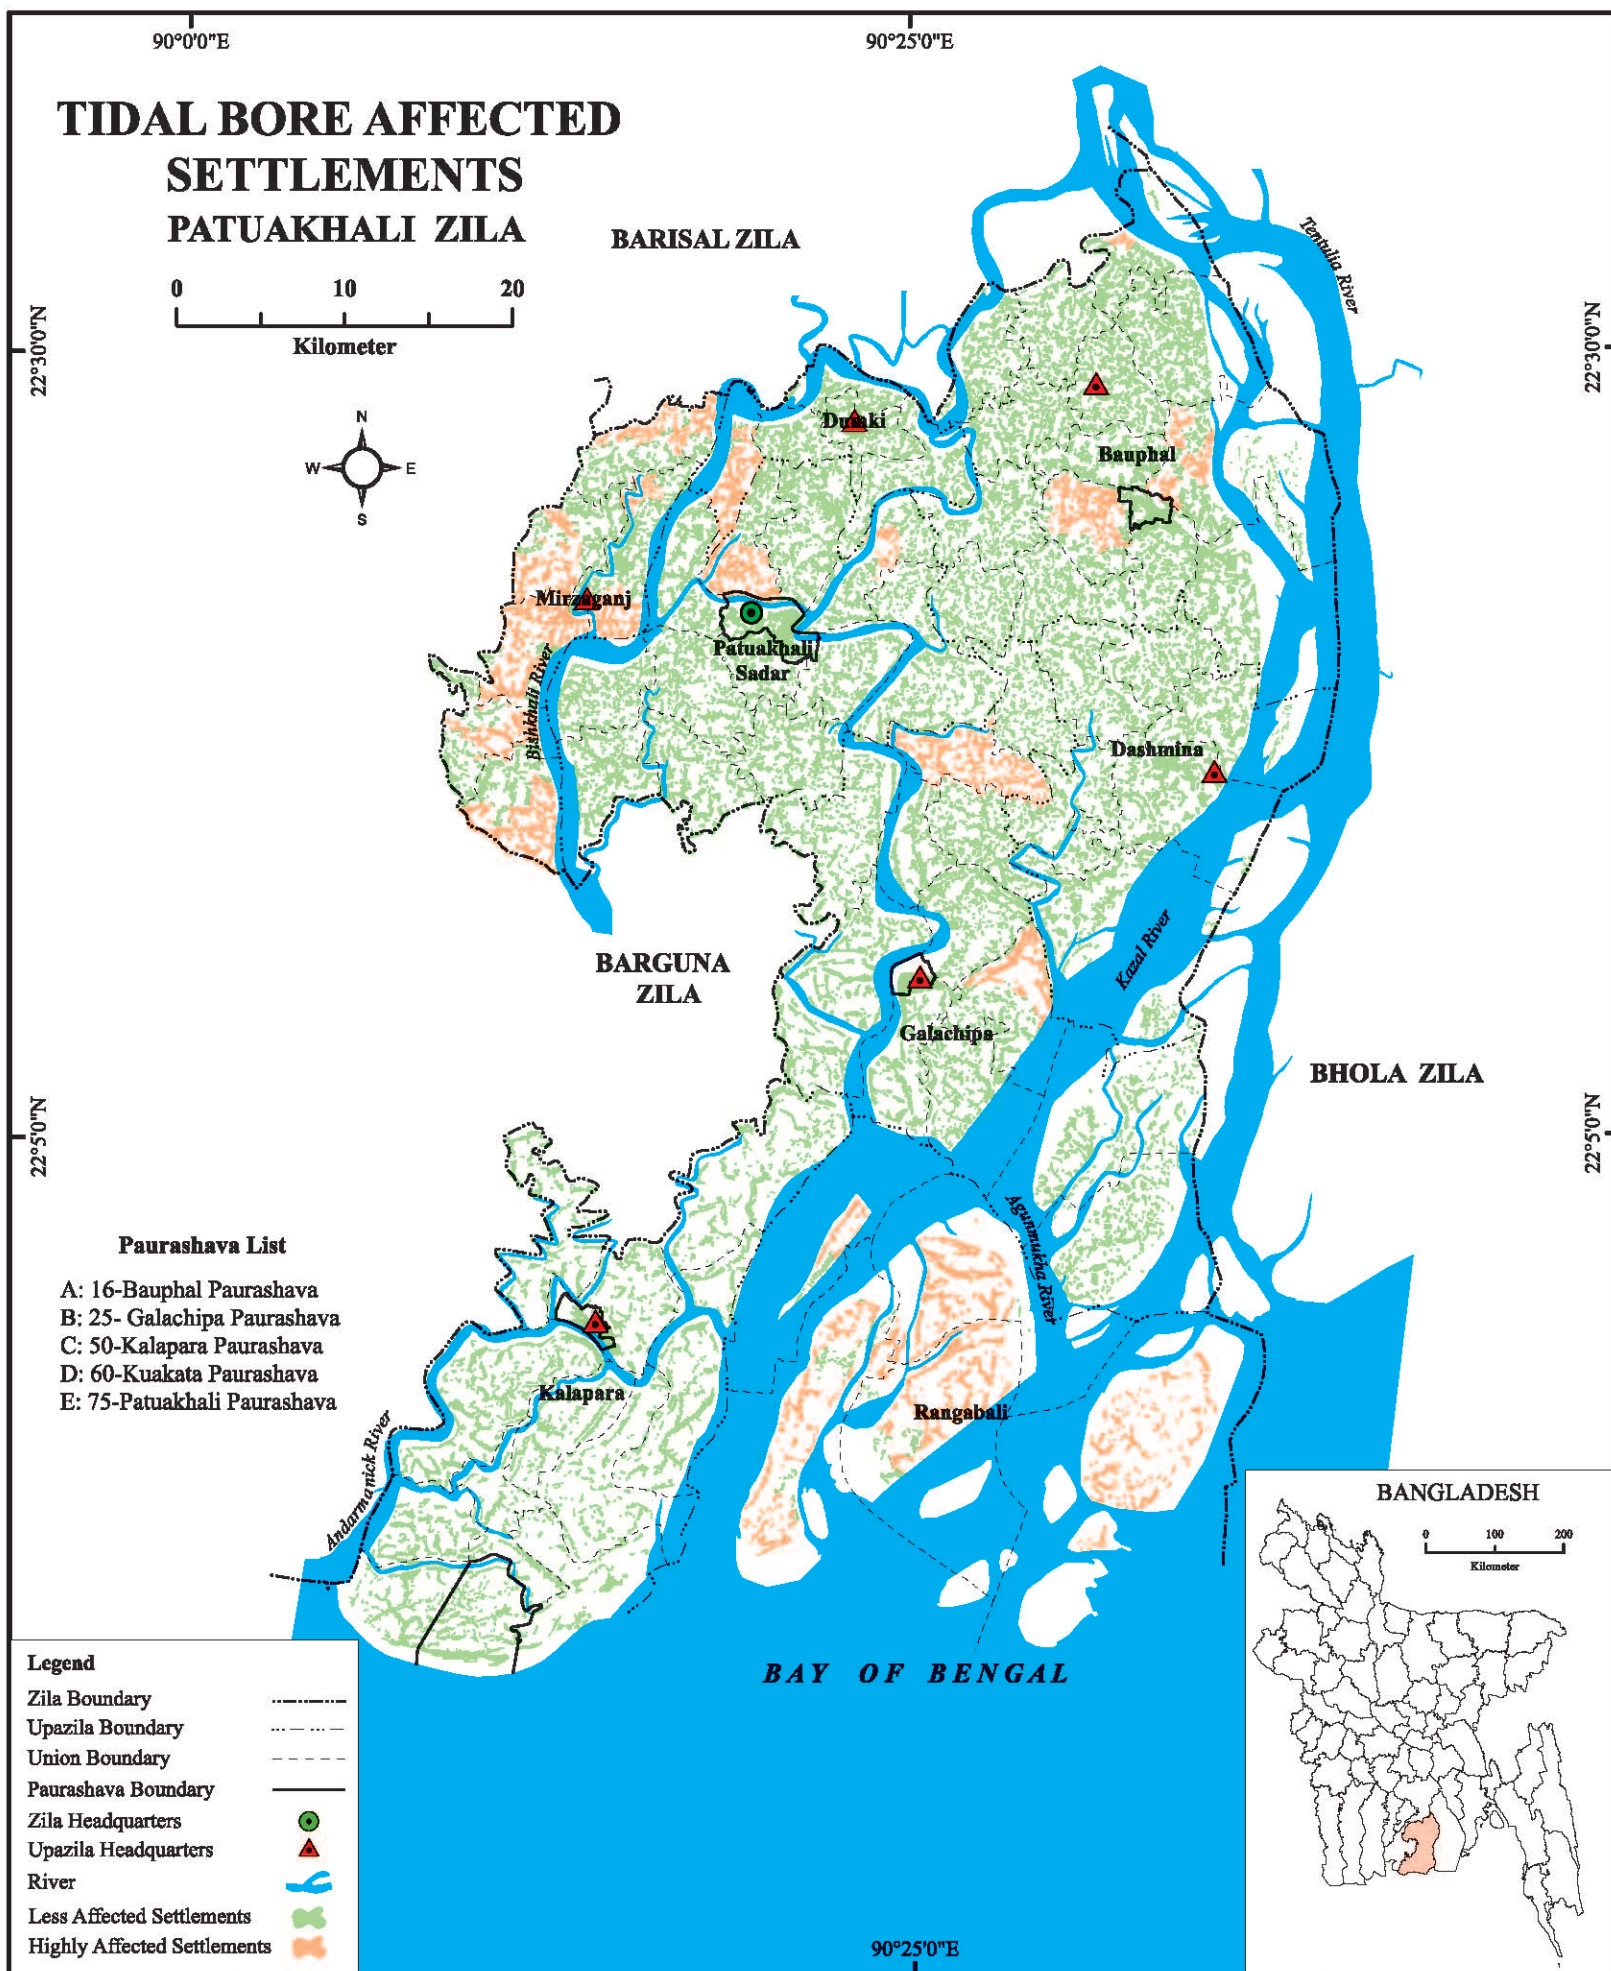 90°0'0"E
90°25'0"E
TIDAL BORE AFFECTED
SETTLEMENTS
PATUAKHALI ZILA
0 10 20
Kilometer
22°30'0"N
22°30'0"N
N
W E
S
BARISAL ZILA
Tentulia River
Dumki
Bauphal
Mirzaganj
Patuakhali
Sadar
Bishkhali River
Dashmina
BARGUNA
ZILA
Kazal River
Galachipa
BHOLA ZILA
22°5'0"N
22°5'0"N
Agunmukha River
Paurashava List
A: 16-Bauphal Paurashava
B: 25- Galachipa Paurashava
C: 50-Kalapara Paurashava
D: 60-Kuakata Paurashava
E: 75-Patuakhali Paurashava
Kalapara
Rangabali
Andarmanick River
BAY OF BENGAL
BANGLADESH
0 100 200
Kilometer
Legend
Zila Boundary
Upazila Boundary
Union Boundary
Paurashava Boundary
Zila Headquarters
Upazila Headquarters
River
Less Affected Settlements
Highly Affected Settlements
90°25'0"E